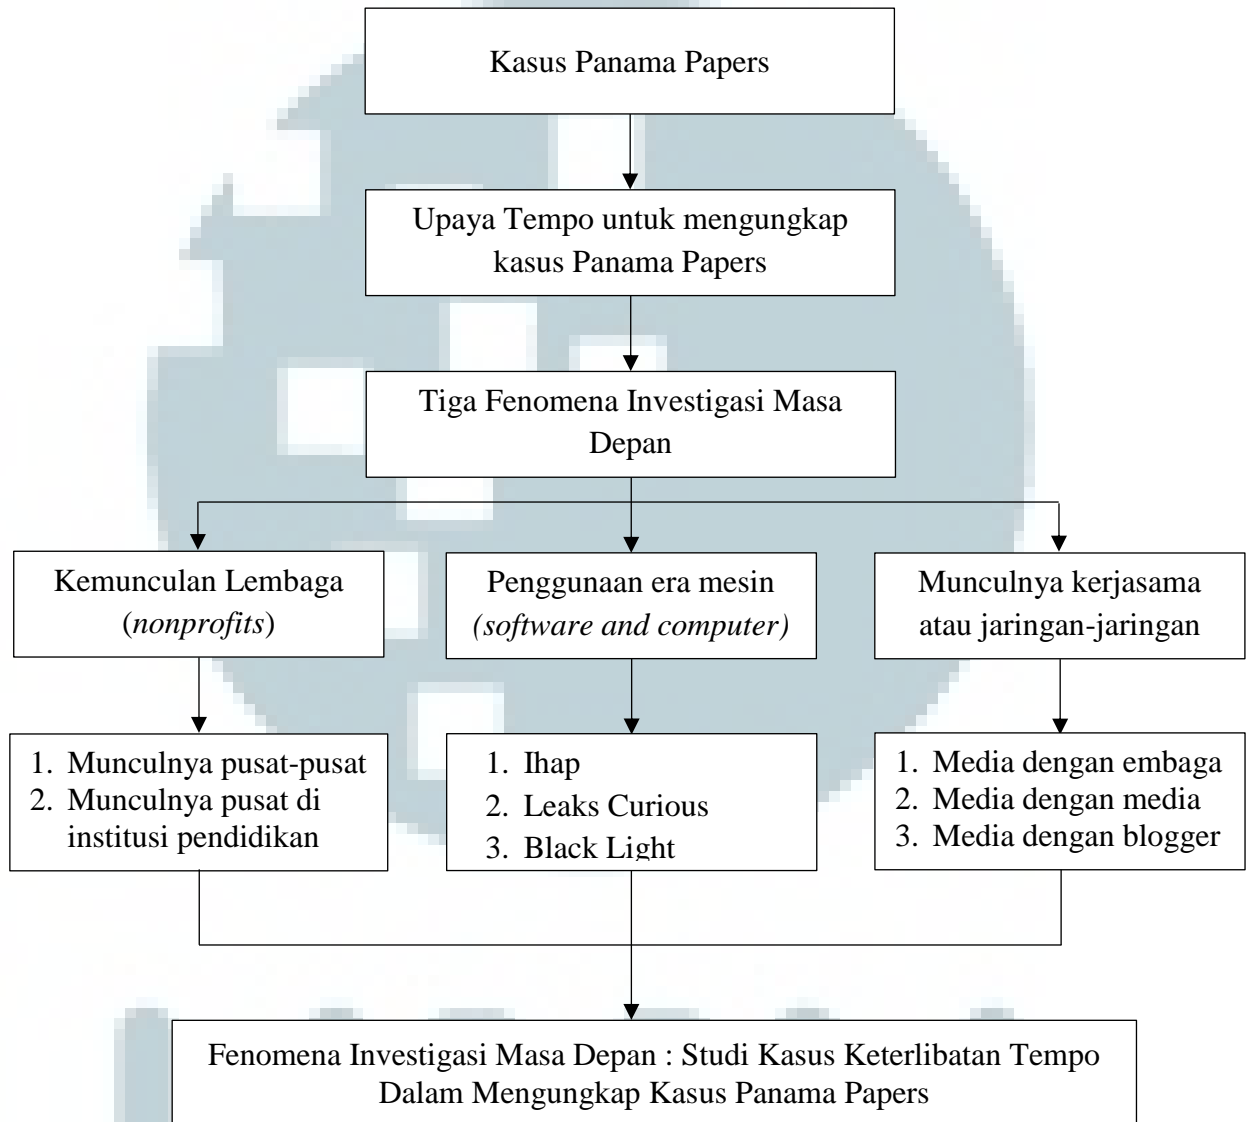 Kasus Panama Papers
Upaya Tempo untuk mengungkap
kasus Panama Papers
Tiga Fenomena Investigasi Masa
Depan
Kemunculan Lembaga
(nonprofits)
Penggunaan era mesin
(software and computer)
Munculnya kerjasama
atau jaringan-jaringan
1. Munculnya pusat-pusat
2. Munculnya pusat di
institusi pendidikan
1. Ihap
2. Leaks Curious
3. Black Light
1. Media dengan embaga
2. Media dengan media
3. Media dengan blogger
Fenomena Investigasi Masa Depan : Studi Kasus Keterlibatan Tempo
Dalam Mengungkap Kasus Panama Papers